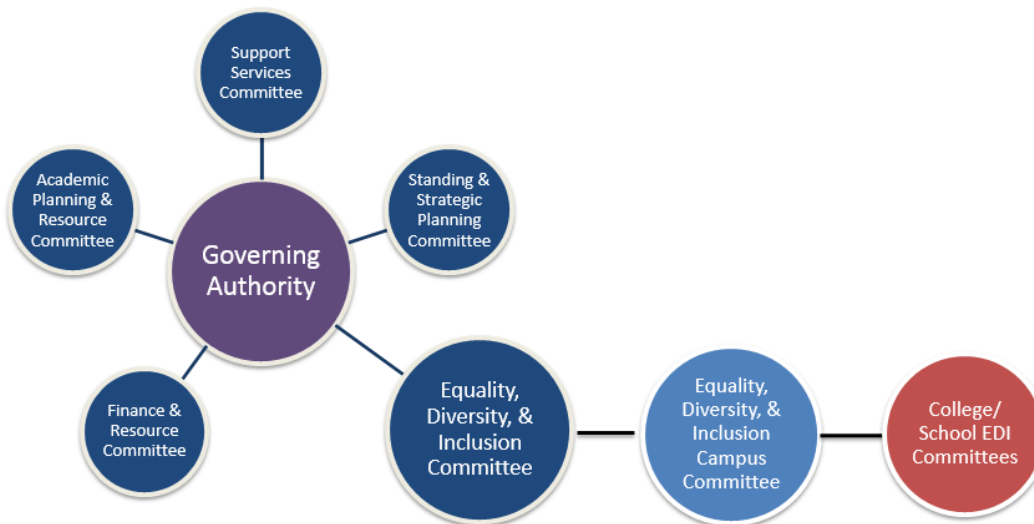 Support
Services
Committee
Academic
Planning &
Resource
Committee
Standing &
Strategic
Planning
Committee
Governing
Authority
Finance &
Resource
Committee
Equality,
Diversity, &
Inclusion
Committee
Equality,
Diversity, &
Inclusion
Campus
Committee
College/
School EDI
Committees